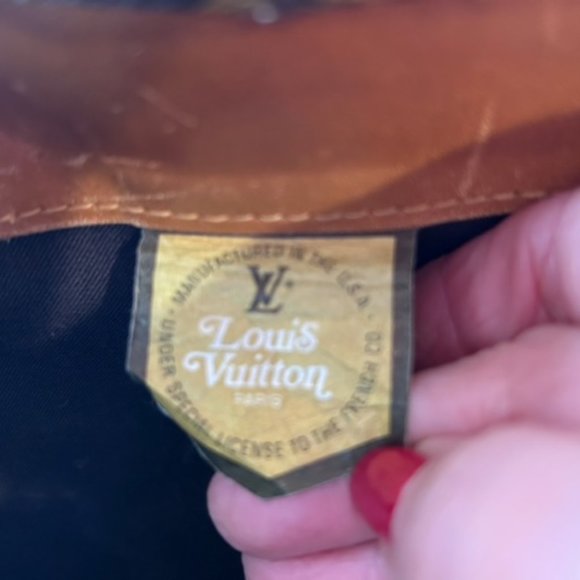 MANUFACTURED IN THE U.S.A.
LV
Louis
Vuitton
PARIS
· UNDER SPECIAL LICENSE TO THE FRENCH CO ·